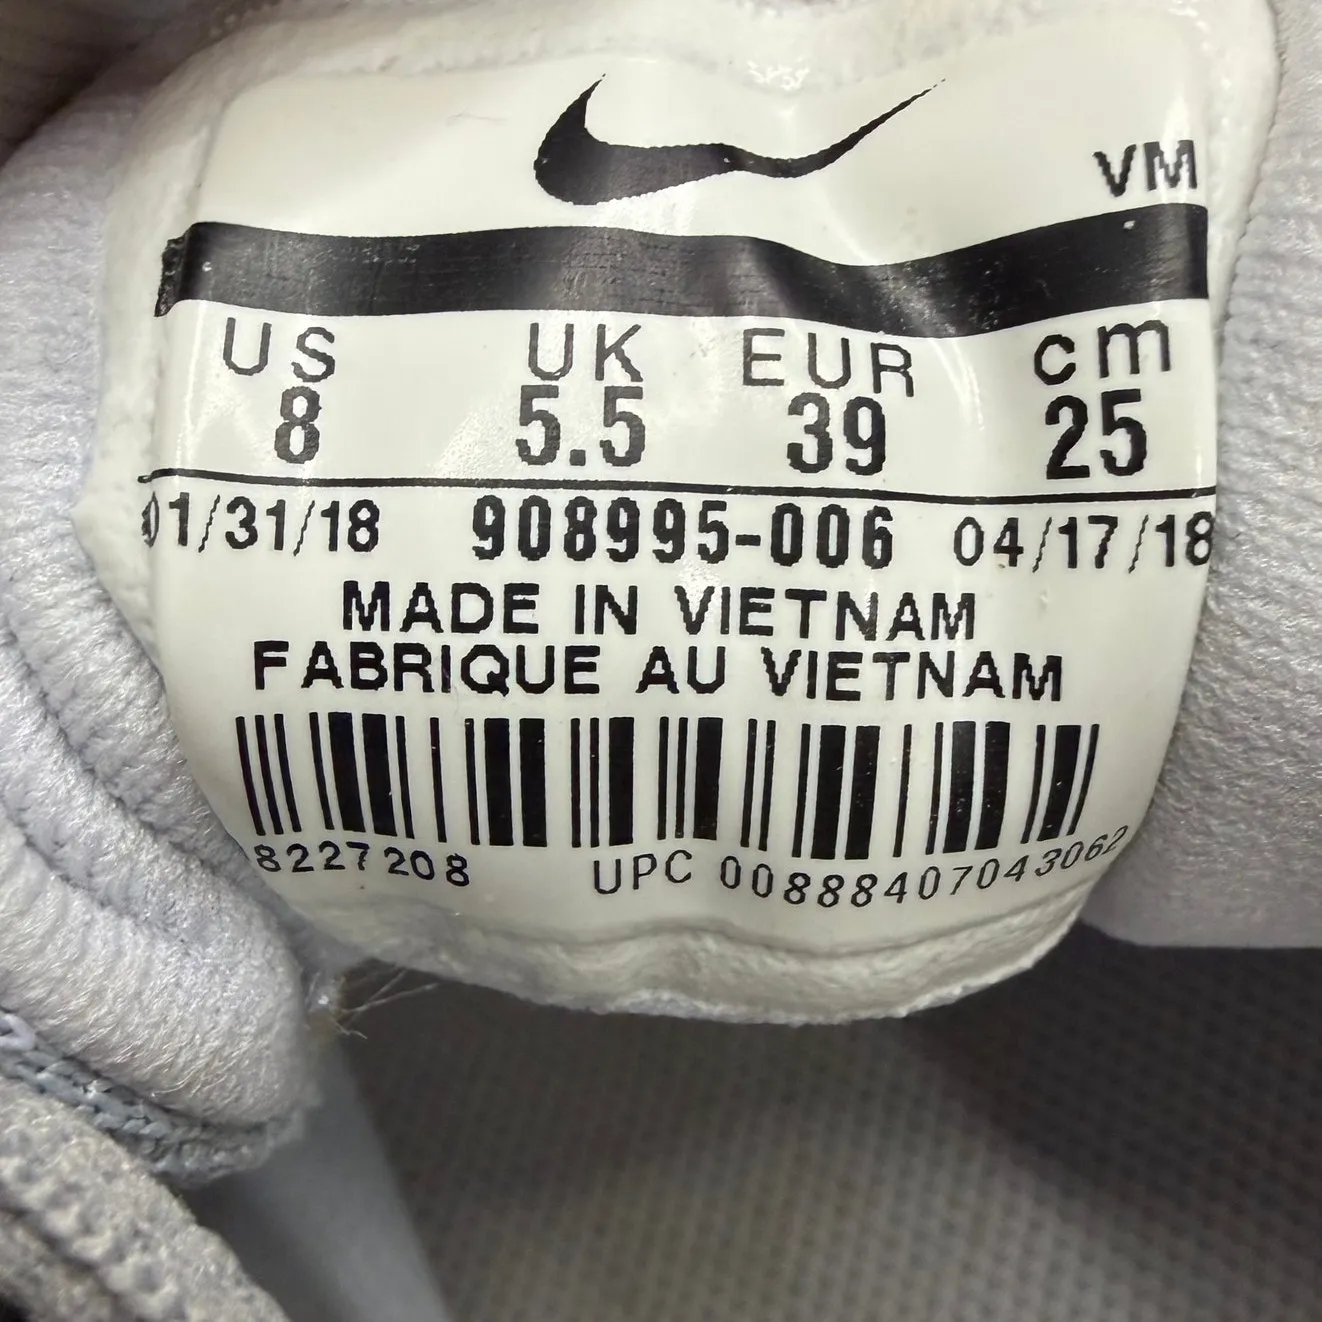 VM
US UK EUR cm
8 5.5 39 25
01/31/18 908995-006 04/17/18
MADE IN VIETNAM
FABRIQUE AU VIETNAM
8227208 UPC 00888407043062